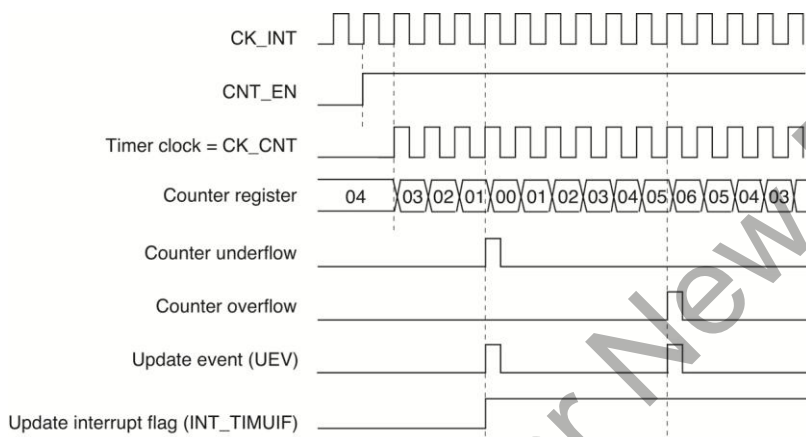 CK_INT
CNT_EN
Timer clock = CK_CNT
Counter register 04 03 02 01 00 01 02 03 04 05 06 05 04 03
Counter underflow
Counter overflow
Update event (UEV)
Update interrupt flag (INT_TIMUIF)
r New